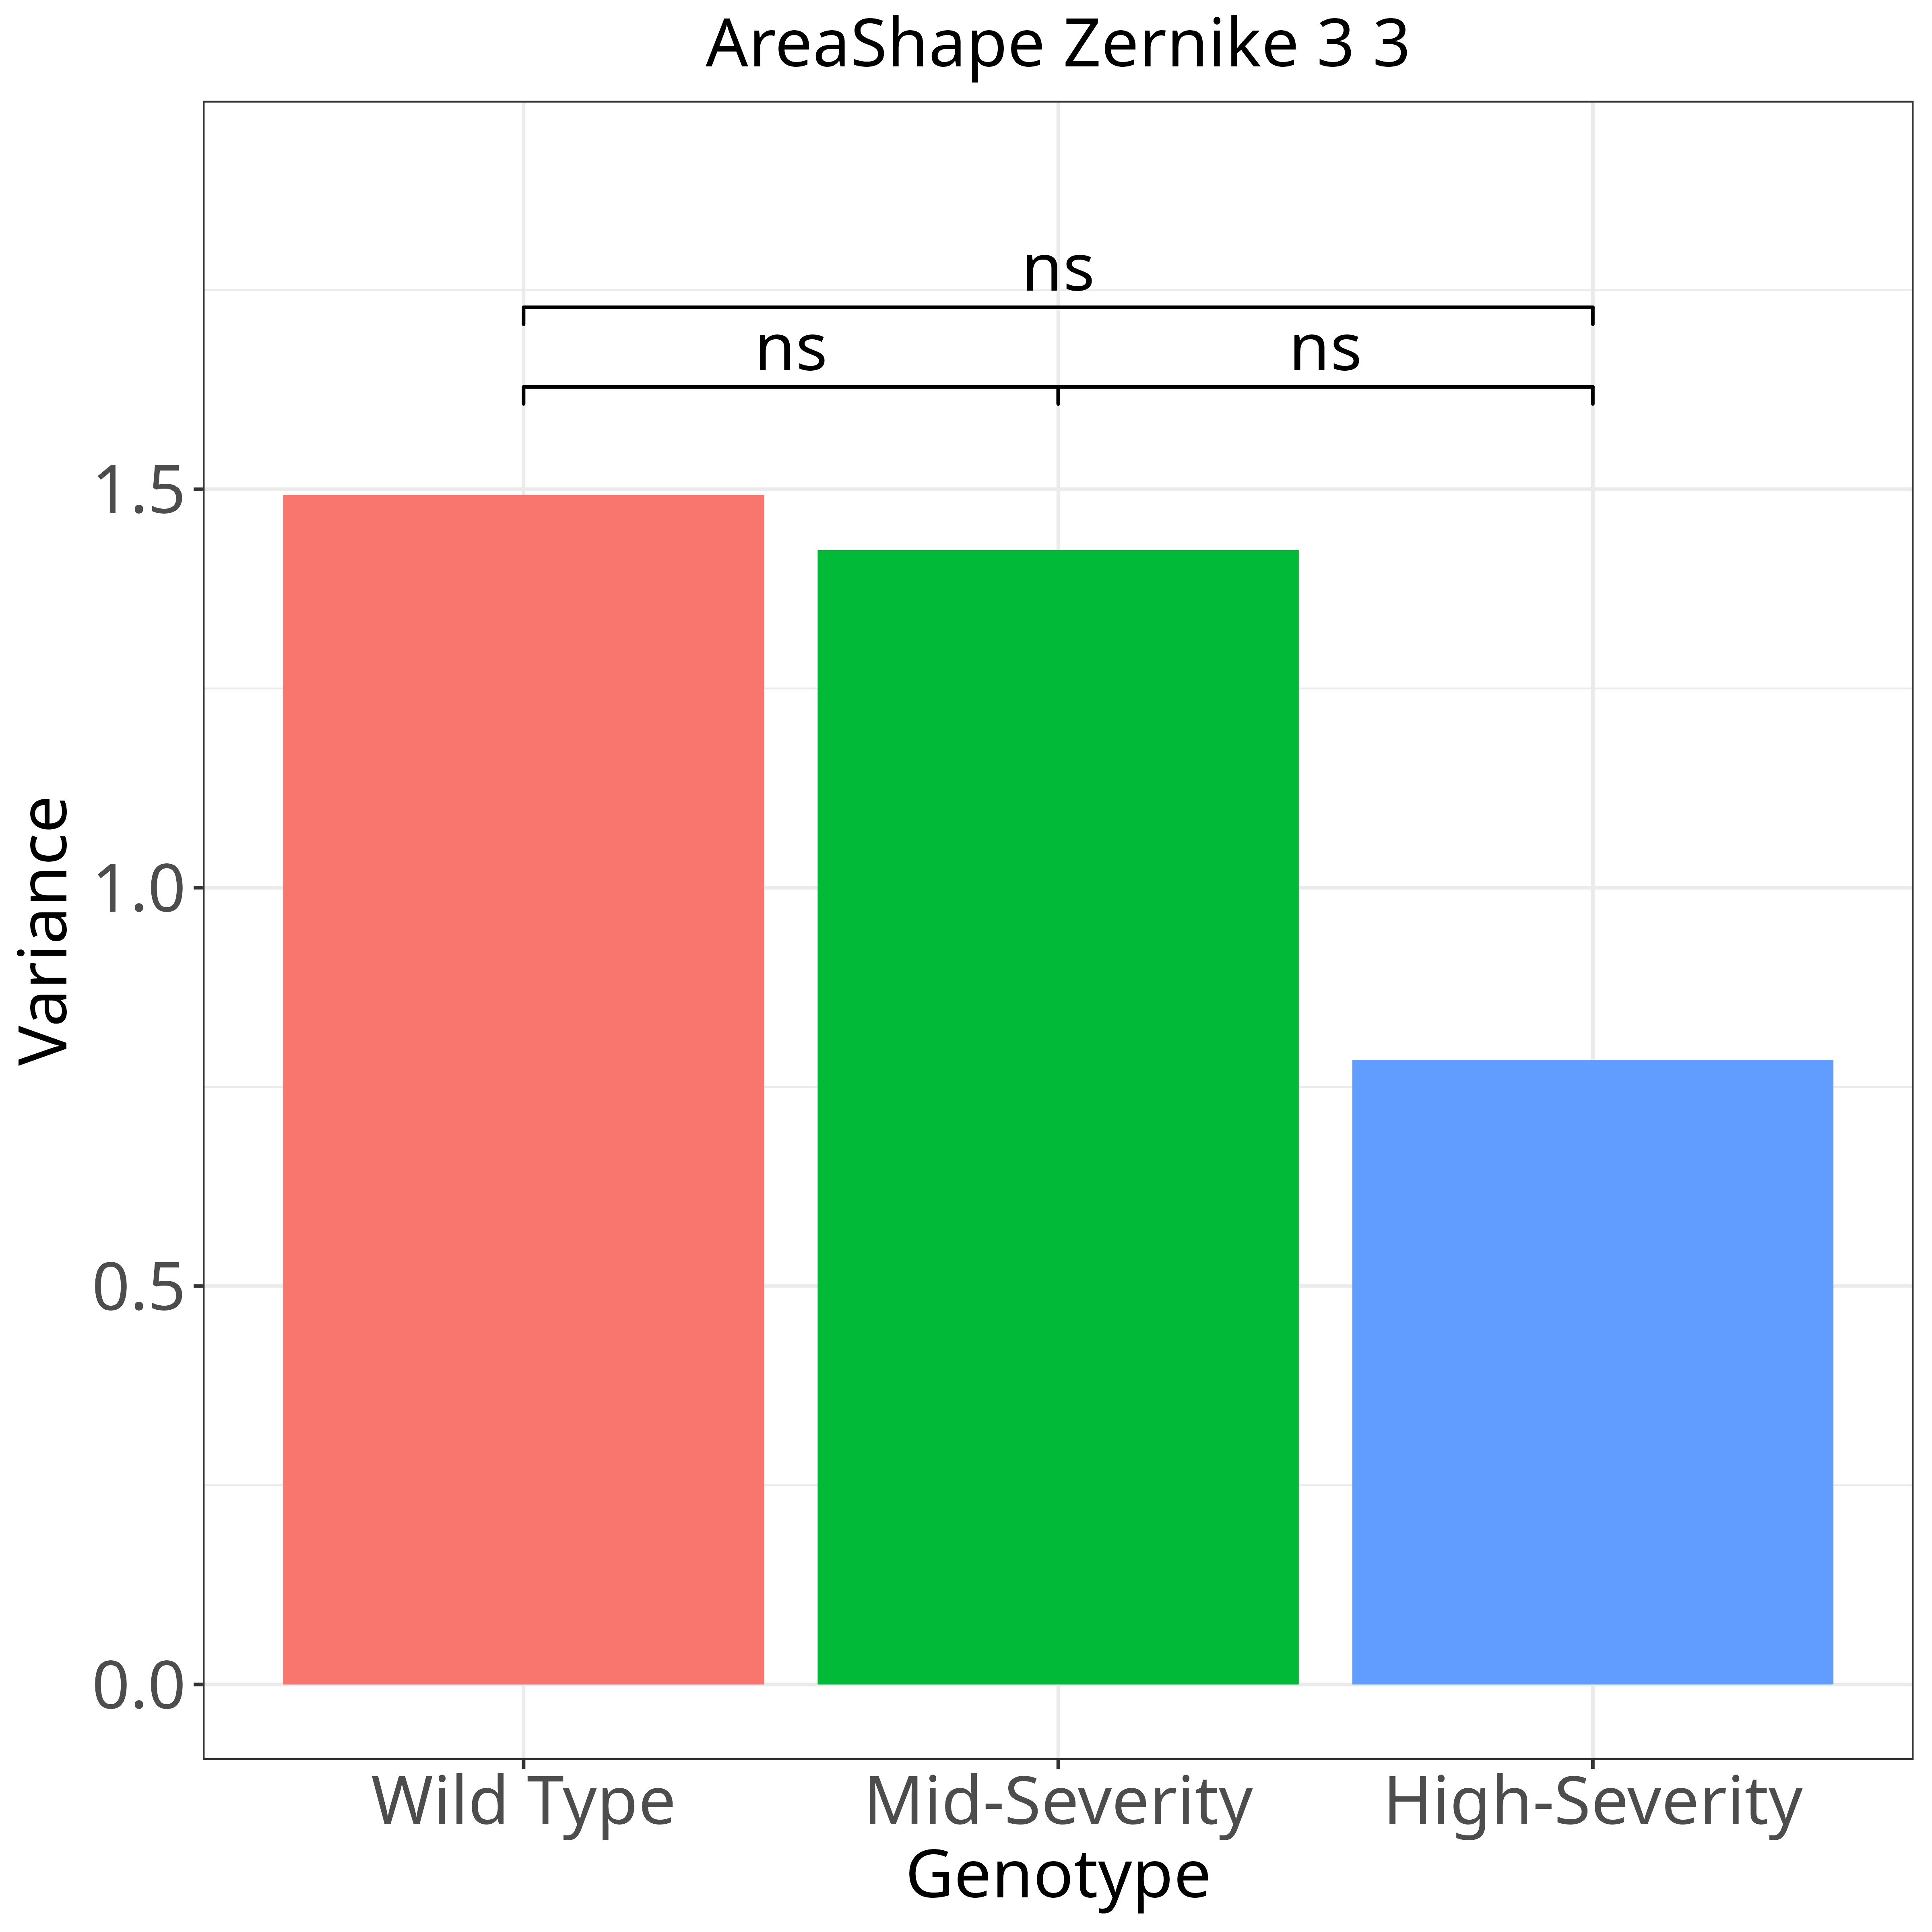 AreaShape Zernike 3 3
ns
ns ns
1.5
1.0
0.5
0.0
Variance
Wild Type Mid-Severity High-Severity
Genotype